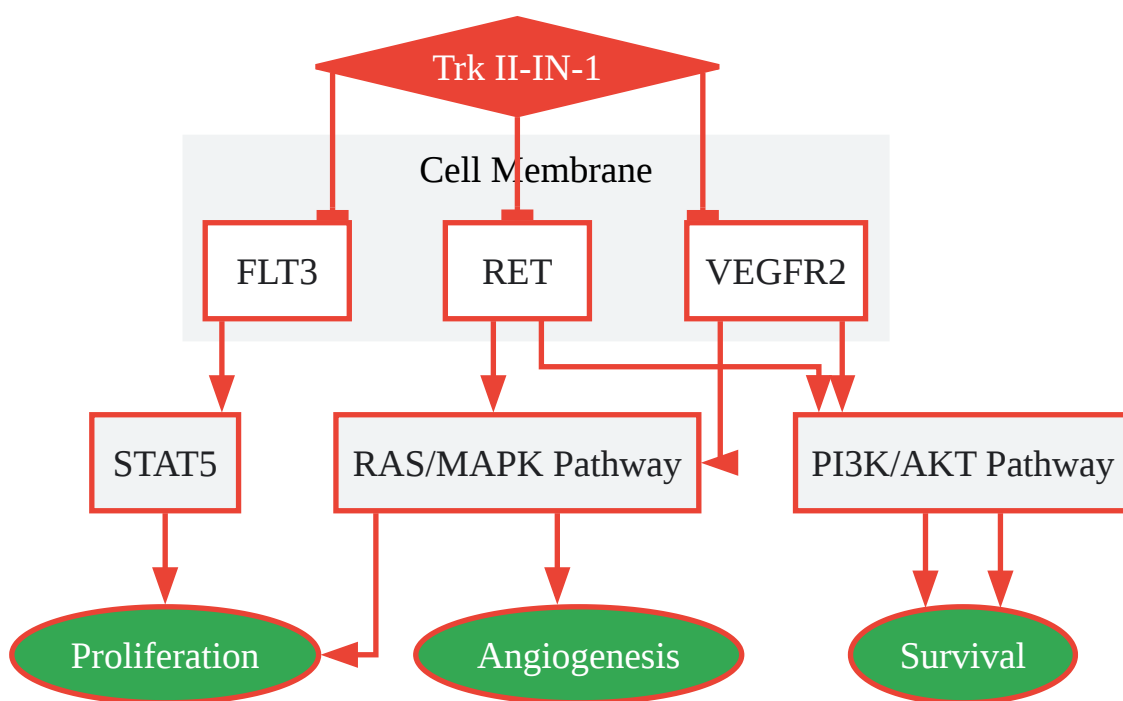 Trk II-IN-1
Cell Membrane
FLT3
RET
VEGFR2
STAT5
RAS/MAPK Pathway
PI3K/AKT Pathway
Proliferation
Angiogenesis
Survival